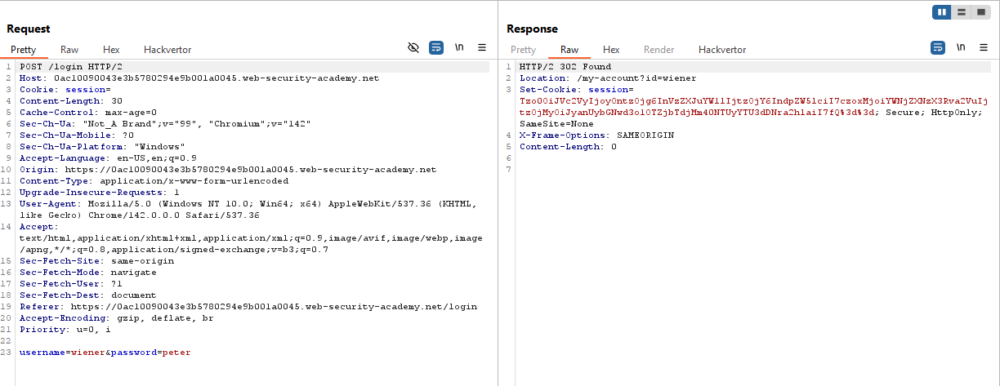 Request
Pretty Raw Hex Hackvertor \n
1 POST /login HTTP/2
2 Host: 0ac10090043e3b5780294e9b001a0045.web-security-academy.net
3 Cookie: session=
4 Content-Length: 30
5 Cache-Control: max-age=0
6 Sec-Ch-Ua: "Not_A Brand";v="99", "Chromium";v="142"
7 Sec-Ch-Ua-Mobile: ?0
8 Sec-Ch-Ua-Platform: "Windows"
9 Accept-Language: en-US,en;q=0.9
10 Origin: https://0ac10090043e3b5780294e9b001a0045.web-security-academy.net
11 Content-Type: application/x-www-form-urlencoded
12 Upgrade-Insecure-Requests: 1
13 User-Agent: Mozilla/5.0 (Windows NT 10.0; Win64; x64) AppleWebKit/537.36 (KHTML,
like Gecko) Chrome/142.0.0.0 Safari/537.36
14 Accept:
text/html,application/xhtml+xml,application/xml;q=0.9,image/avif,image/webp,image
/apng,*/*;q=0.8,application/signed-exchange;v=b3;q=0.7
15 Sec-Fetch-Site: same-origin
16 Sec-Fetch-Mode: navigate
17 Sec-Fetch-User: ?1
18 Sec-Fetch-Dest: document
19 Referer: https://0ac10090043e3b5780294e9b001a0045.web-security-academy.net/login
20 Accept-Encoding: gzip, deflate, br
21 Priority: u=0, i
22
23 username=wiener&password=peter
Response
Pretty Raw Hex Render Hackvertor \n
1 HTTP/2 302 Found
2 Location: /my-account?id=wiener
3 Set-Cookie: session=
Tzo0OiJVc2VyIjoyOntzOjg6InVzZXJuYW1lIjtzOjY6IndpZW5lciI7czoxMjoiYWNjZXNzX3Rva2VuIj
; Secure; HttpOnly;
SameSite=None
4 X-Frame-Options: SAMEORIGIN
5 Content-Length: 0
6
7